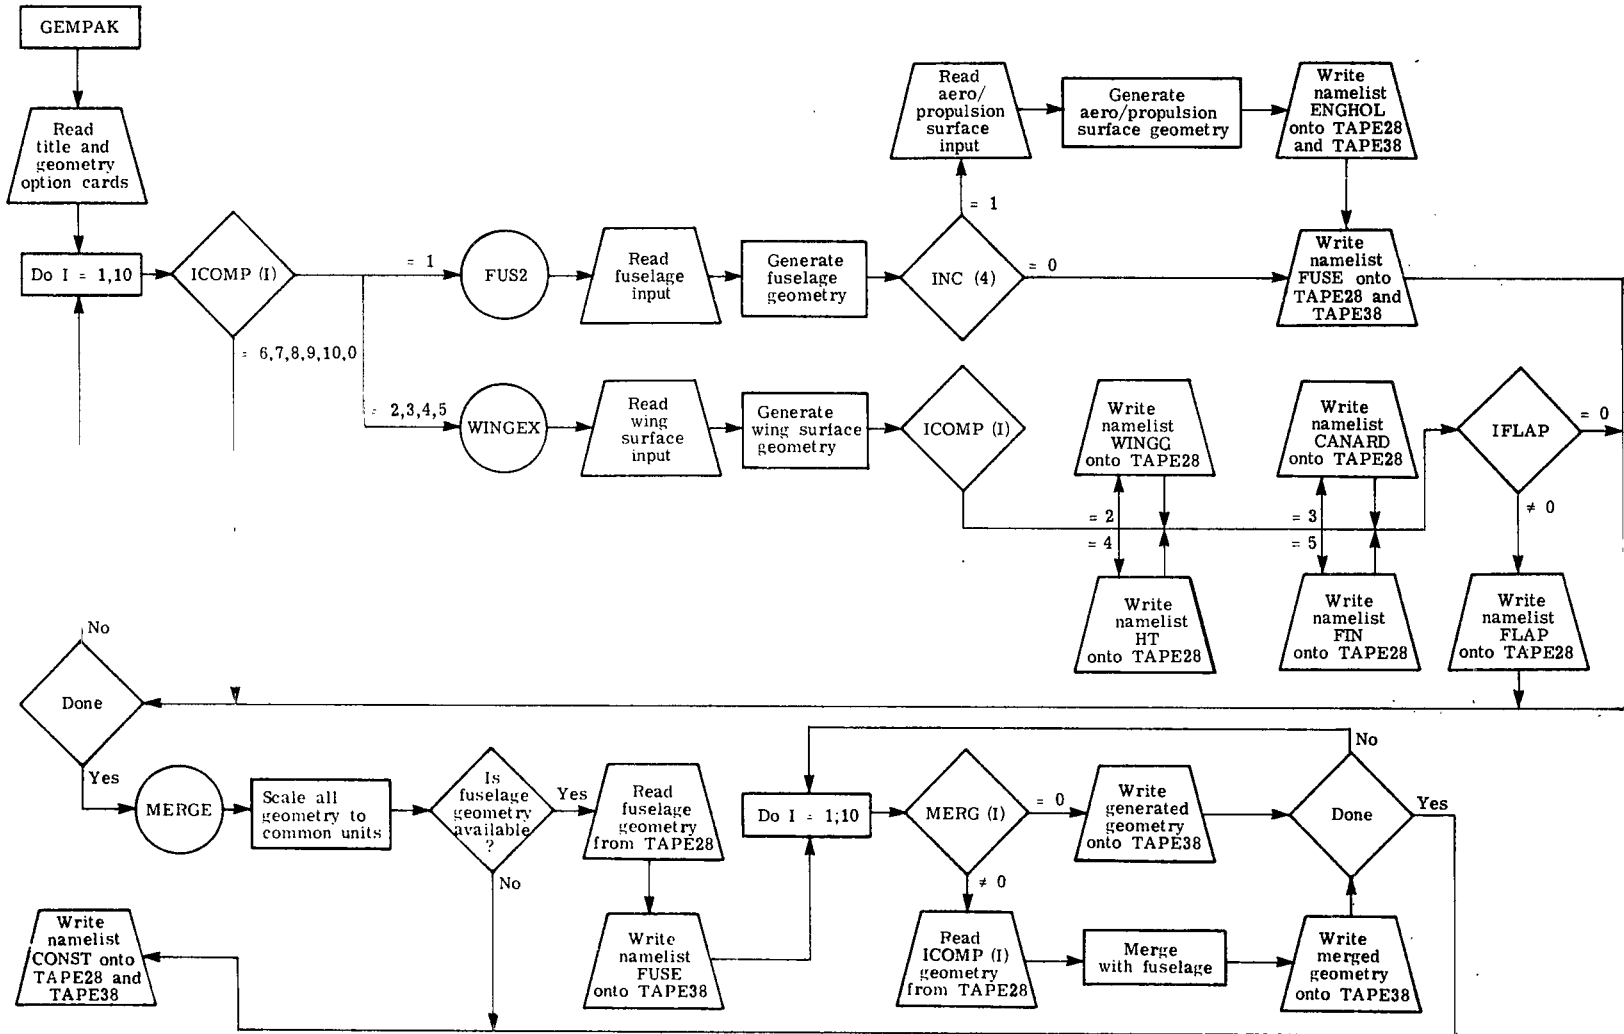 GEMPAK
Read
title and
geometry
option cards
Do I = 1,10
ICOMP (I)
= 1
= 6,7,8,9,10,0
= 2,3,4,5
FUS2
Read
fuselage
input
Generate
fuselage
geometry
INC (4)
= 1
= 0
Read
aero/
propulsion
surface
input
Generate
aero/propulsion
surface geometry
Write
namelist
ENGHOL
onto TAPE28
and TAPE38
Write
namelist
FUSE onto
TAPE28 and
TAPE38
WINGEX
Read
wing
surface
input
Generate
wing surface
geometry
ICOMP (I)
Write
namelist
WINGG
onto TAPE28
= 2
= 4
Write
namelist
HT
onto TAPE28
Write
namelist
CANARD
onto TAPE28
= 3
= 5
Write
namelist
FIN
onto TAPE28
IFLAP
= 0
≠ 0
Write
namelist
FLAP
onto TAPE28
No
Done
Yes
MERGE
Scale all
geometry to
common units
Is
fuselage
geometry
available
?
Yes
No
Read
fuselage
geometry
from TAPE28
Write
namelist
FUSE
onto TAPE38
Do I = 1;10
MERG (I)
= 0
≠ 0
Write
generated
geometry
onto TAPE38
Read
ICOMP (I)
geometry
from TAPE28
Merge
with fuselage
Write
merged
geometry
onto TAPE38
No
Done
Yes
Write
namelist
CONST onto
TAPE28 and
TAPE38